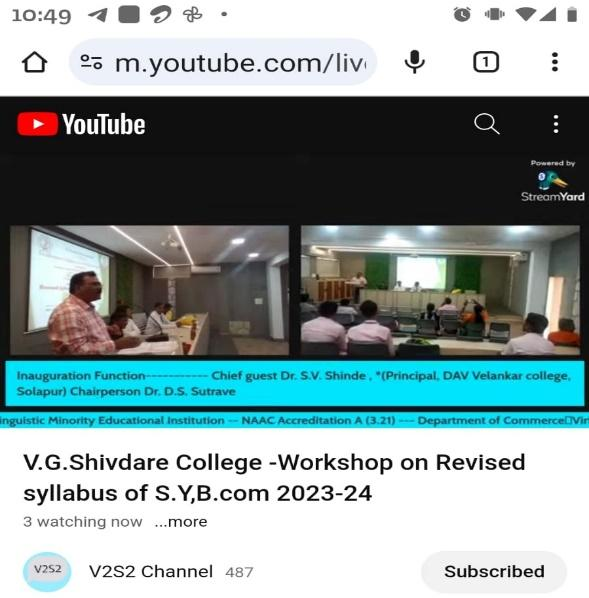 10:49
m.youtube.com/liv
1
YouTube
Powered by
StreamYard
Inauguration Function----------- Chief guest Dr. S.V. Shinde , *(Principal, DAV Velankar college,
Solapur) Chairperson Dr. D.S. Sutrave
inguistic Minority Educational Institution -- NAAC Accreditation A (3.21) --- Department of Commerce Vir
V.G.Shivdare College -Workshop on Revised
syllabus of S.Y,B.com 2023-24
3 watching now ...more
V2S2
V2S2 Channel 487
Subscribed